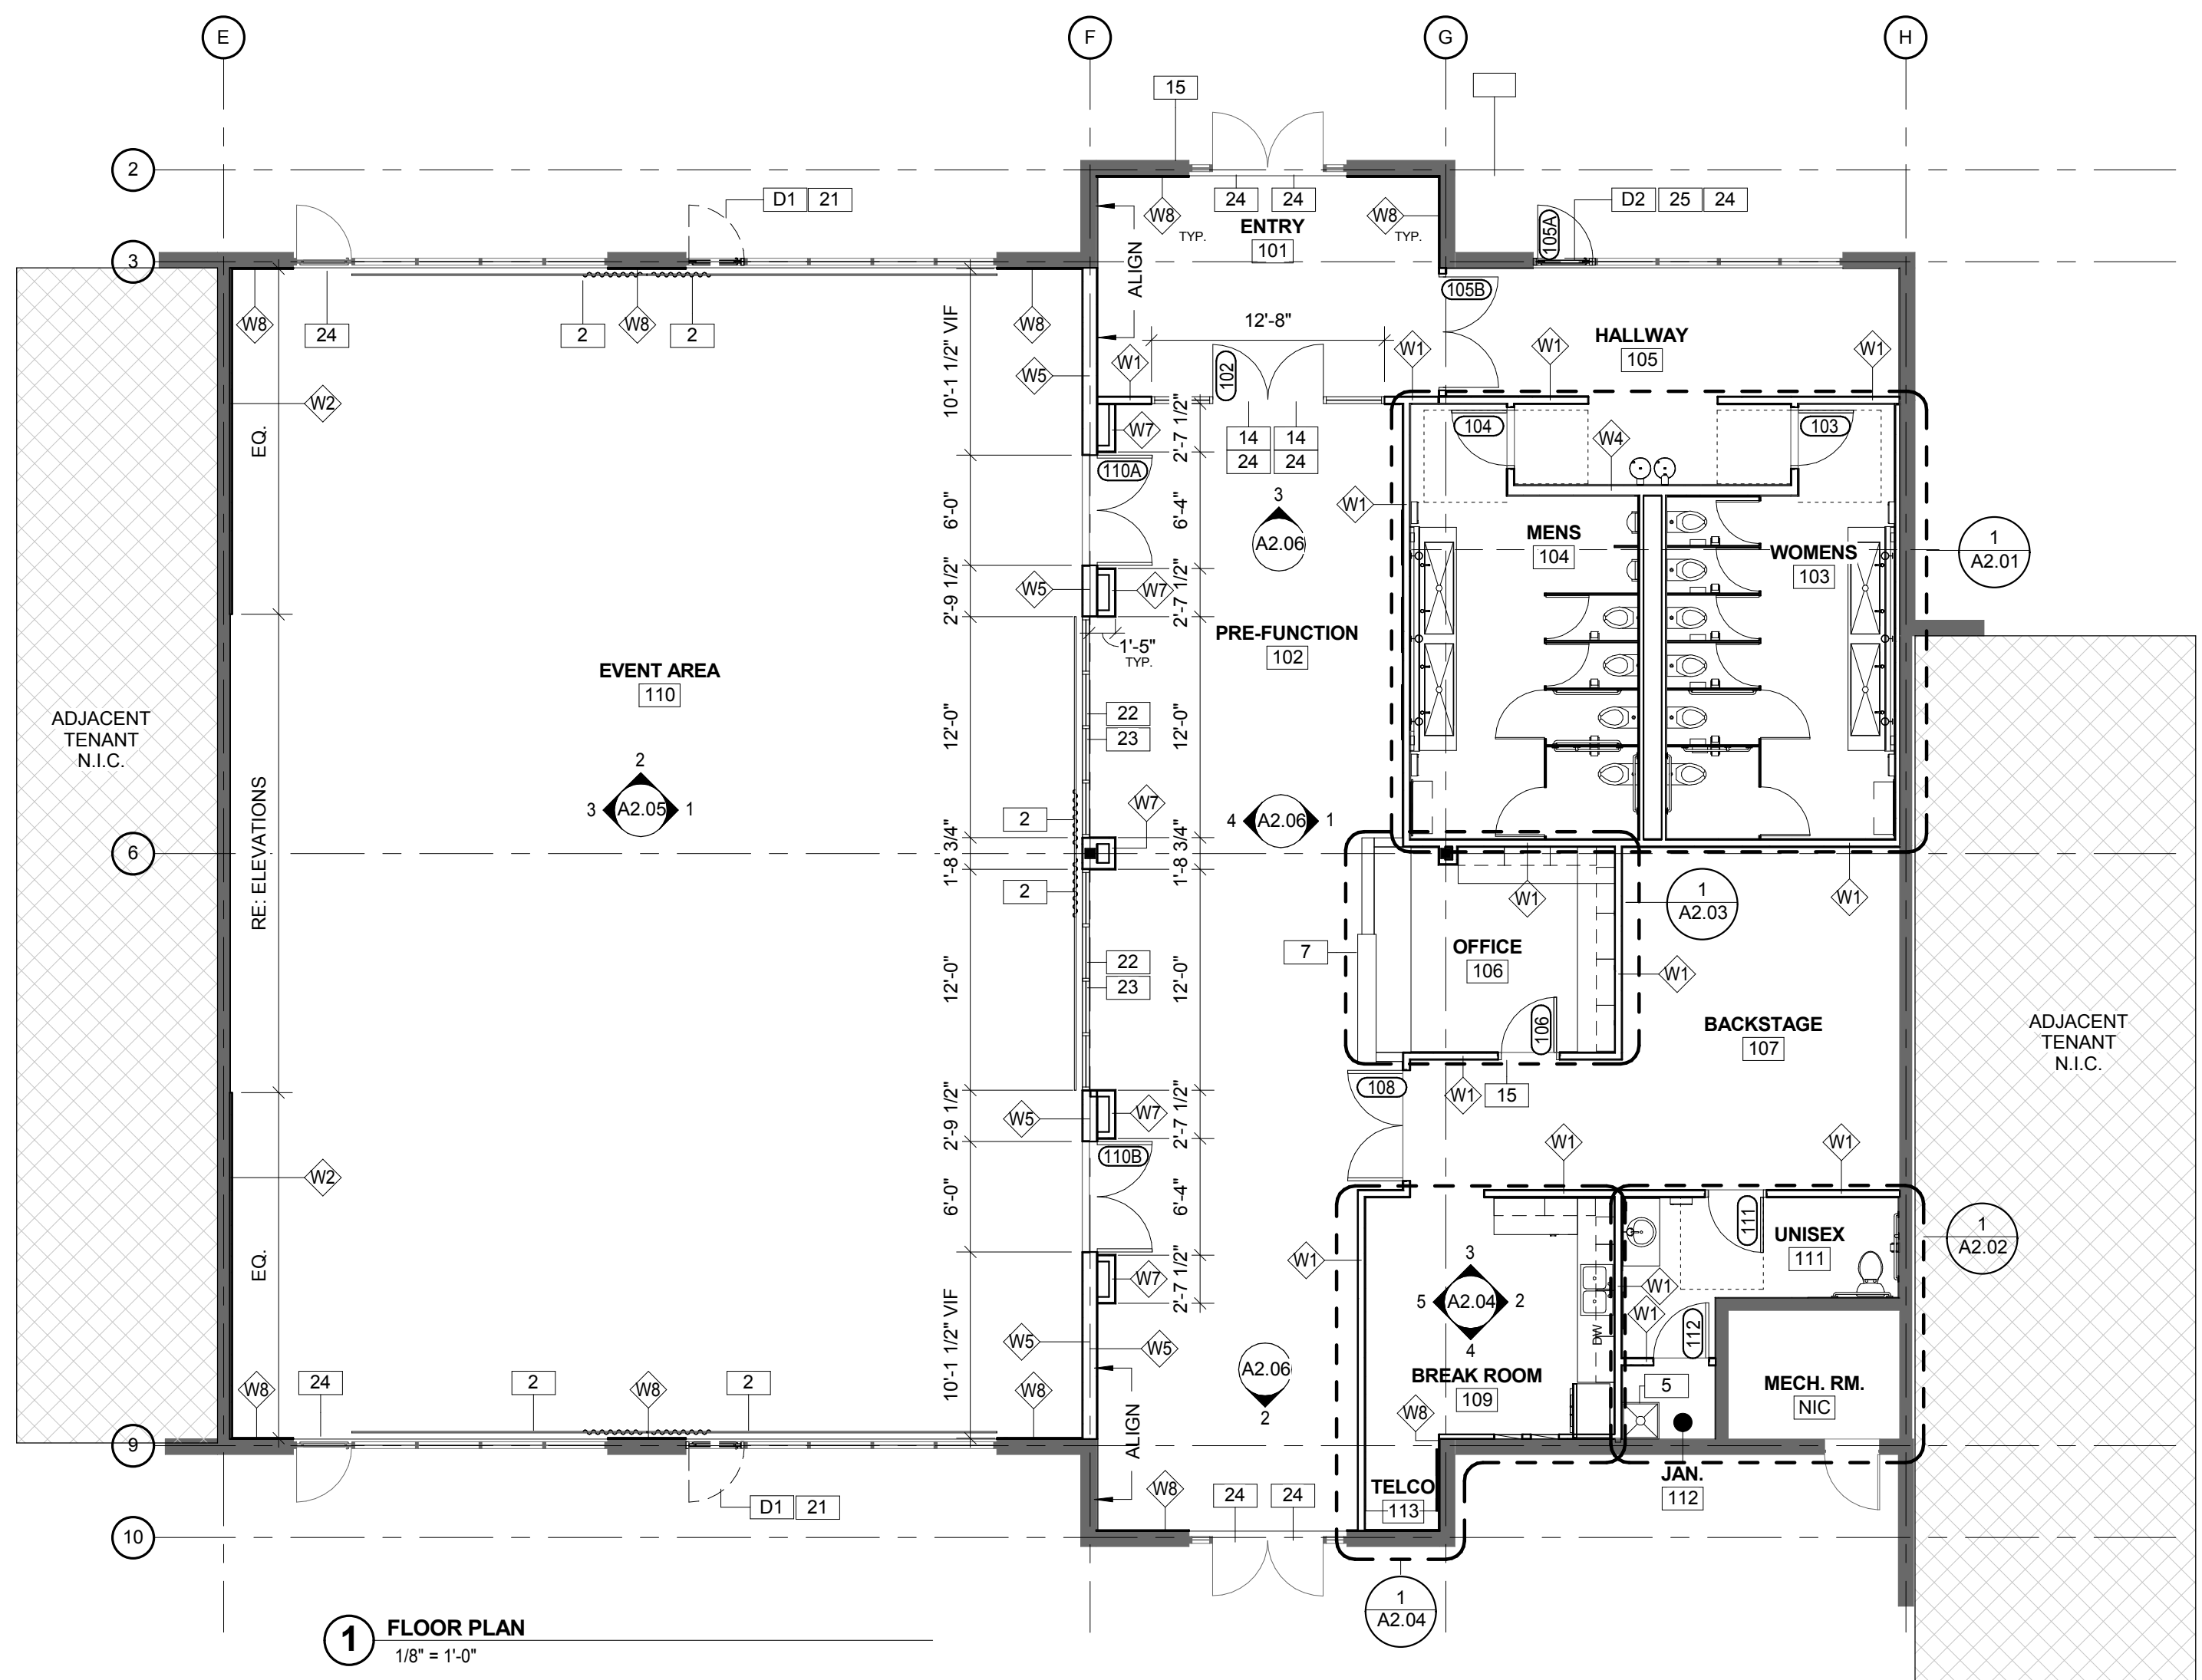 E
F
G
H
15
2
D1 21
24 24
D2 25 24
W8
TYP.
ENTRY
101
W8
TYP.
105A
3
ALIGN
105B
W8
24
2
W8
2
W8
10'-1 1/2" VIF
12'-8"
HALLWAY
105
W1
W1
W1
W1
W5
102
W2
EQ.
2'-7 1/2"
W7
14 14
24 24
104
W4
103
110A
6'-0"
6'-4"
W1
3
A2.06
MENS
104
WOMENS
103
1
A2.01
2'-9 1/2"
W5
W7
2'-7 1/2"
1'-5"
TYP.
PRE-FUNCTION
102
EVENT AREA
110
ADJACENT
TENANT
N.I.C.
12'-0"
22
23
12'-0"
RE: ELEVATIONS
2
3 A2.05 1
2
W7
4 A2.06 1
6
1'-8 3/4"
1'-8 3/4"
2
W1
1
A2.03
W1
7
OFFICE
106
W1
12'-0"
22
23
12'-0"
106
BACKSTAGE
107
ADJACENT
TENANT
N.I.C.
108
W1
15
2'-9 1/2"
W5
W7
2'-7 1/2"
W1
W1
110B
W2
6'-0"
6'-4"
111
UNISEX
111
1
A2.02
EQ.
W1
3
5 A2.04 2
4
W7
2'-7 1/2"
W1
W1
DW
112
10'-1 1/2" VIF
W5
W5
W8
24
2
W8
2
W8
A2.06
2
BREAK ROOM
109
5
MECH. RM.
NIC
W8
9
ALIGN
JAN.
112
TELCO
113
W8
24 24
D1 21
10
1
A2.04
1 FLOOR PLAN
1/8" = 1'-0"